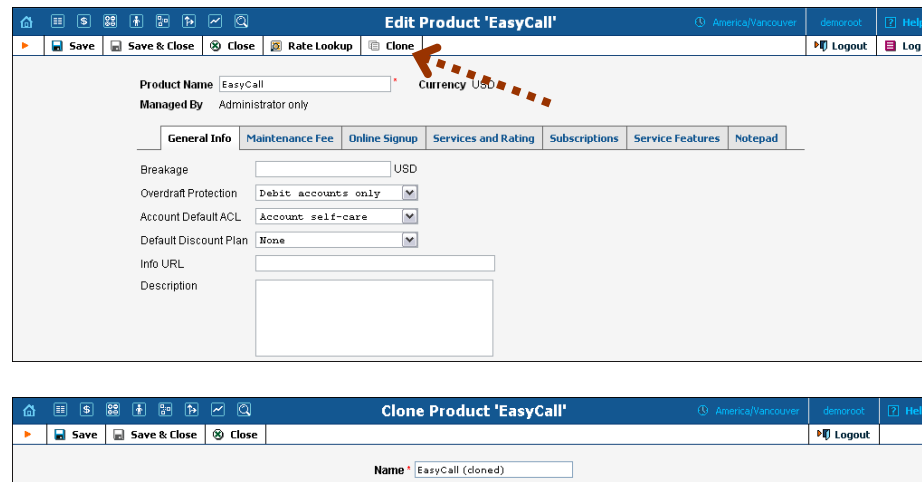 Edit Product 'EasyCall' America/Vancouver demoroot ? Help
Save Save & Close Close Rate Lookup Clone Logout Log
Product Name EasyCall * Currency USD
Managed By Administrator only
General Info Maintenance Fee Online Signup Services and Rating Subscriptions Service Features Notepad
Breakage USD
Overdraft Protection Debit accounts only
Account Default ACL Account self-care
Default Discount Plan None
Info URL
Description
Clone Product 'EasyCall' America/Vancouver demoroot ? Hel
Save Save & Close Close Logout
Name * EasyCall (cloned)